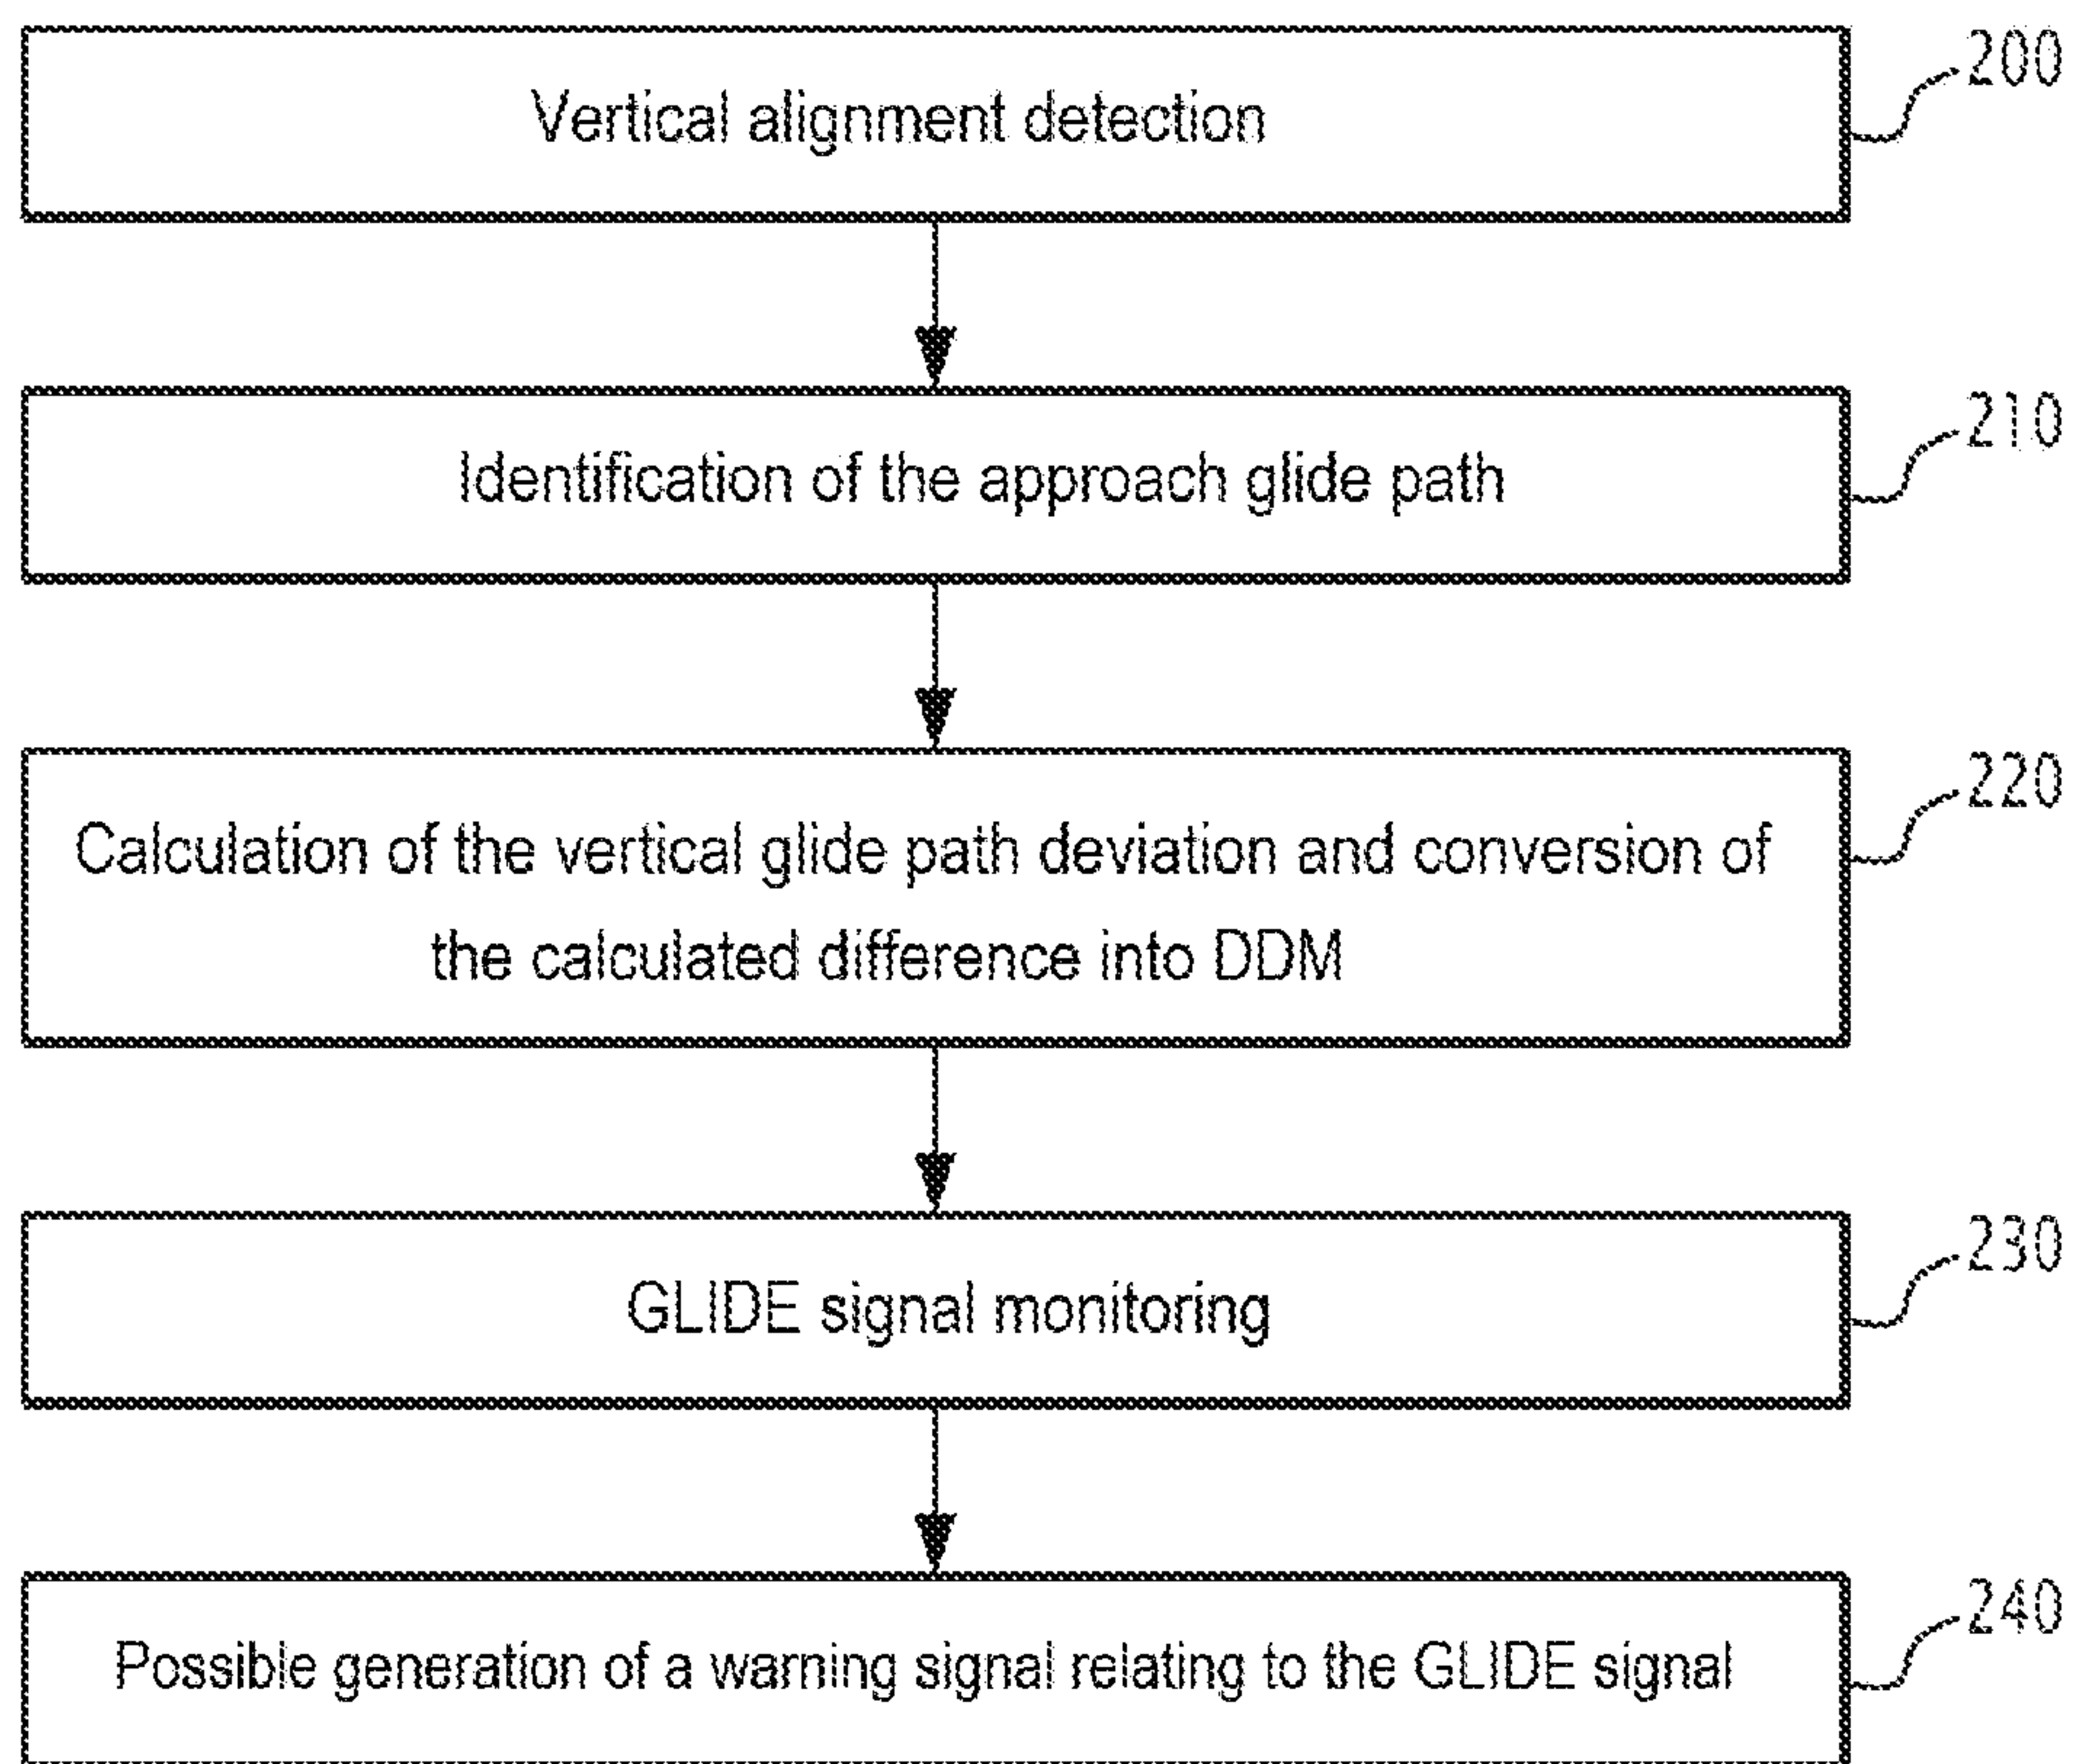 Vertical alignment detection
200
Identification of the approach glide path
210
Calculation of the vertical glide path deviation and conversion of
the calculated difference into DDM
220
GLIDE signal monitoring
230
Possible generation of a warning signal relating to the GLIDE signal
240